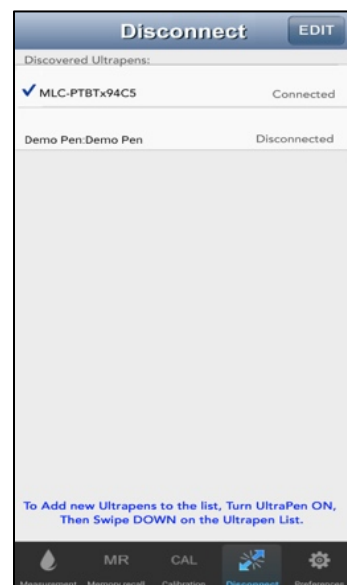 Disconnect EDIT
Discovered Ultrapens:
MLC-PTBTx94C5 Connected
Demo Pen:Demo Pen Disconnected
To Add new Ultrapens to the list, Turn UltraPen ON,
Then Swipe DOWN on the Ultrapen List.
MR CAL
Measurement Memory recall Calibration Disconnect Preferences